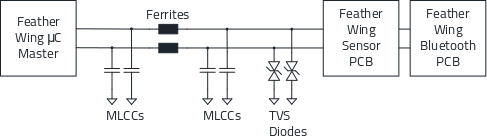 Feather
Wing µC
Master
Ferrites
Feather
Wing
Sensor
PCB
Feather
Wing
Bluetooth
PCB
MLCCs
MLCCs
TVS
Diodes